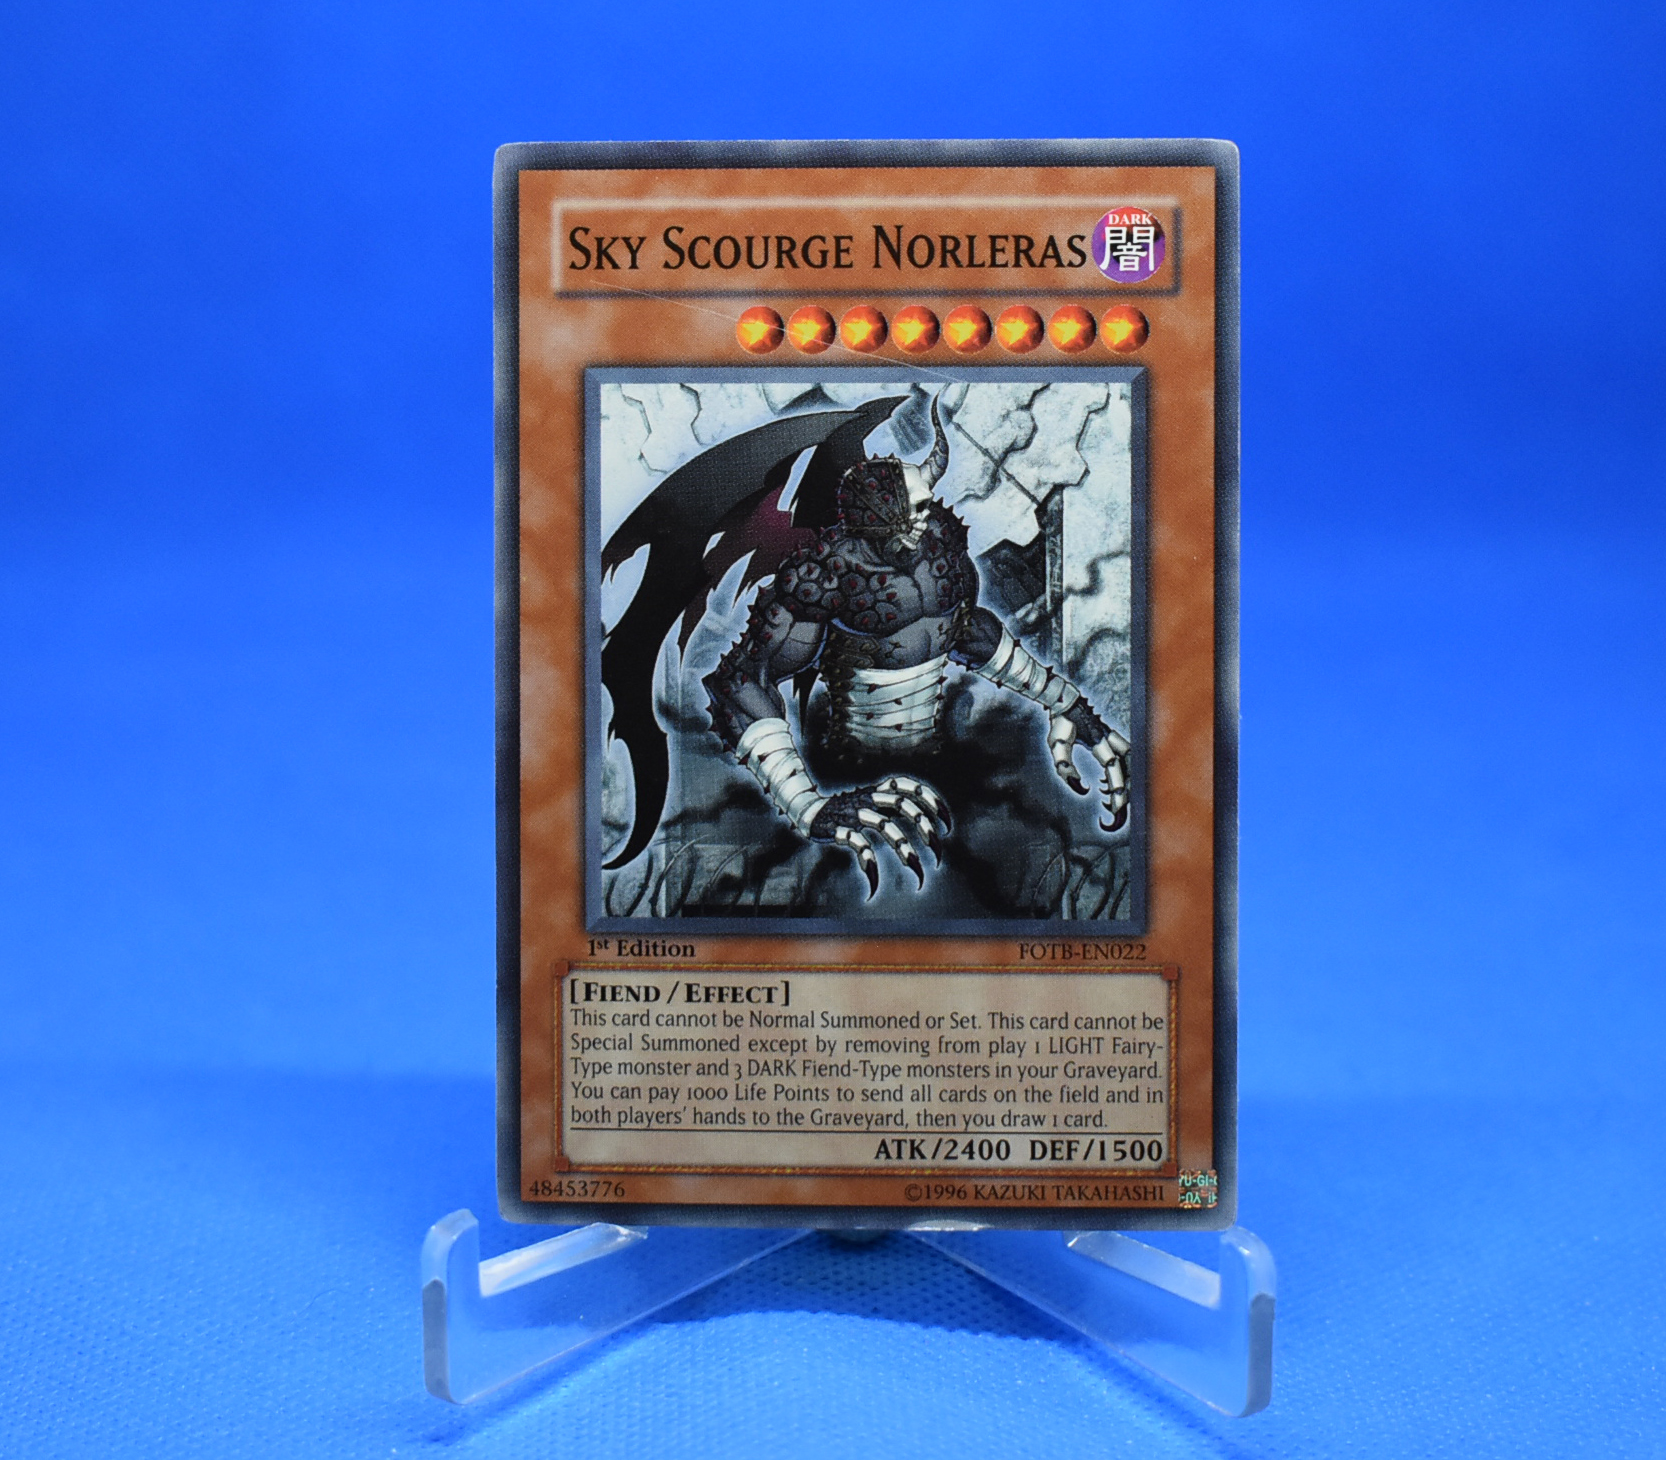 Sky Scourge Norleras
DARK
闇
1st Edition
FOTB-EN022
[Fiend / Effect]
This card cannot be Normal Summoned or Set. This card cannot be
Special Summoned except by removing from play 1 LIGHT Fairy-
Type monster and 3 DARK Fiend-Type monsters in your Graveyard.
You can pay 1000 Life Points to send all cards on the field and in
both players' hands to the Graveyard, then you draw 1 card.
ATK/2400 DEF/1500
48453776
©1996 KAZUKI TAKAHASHI